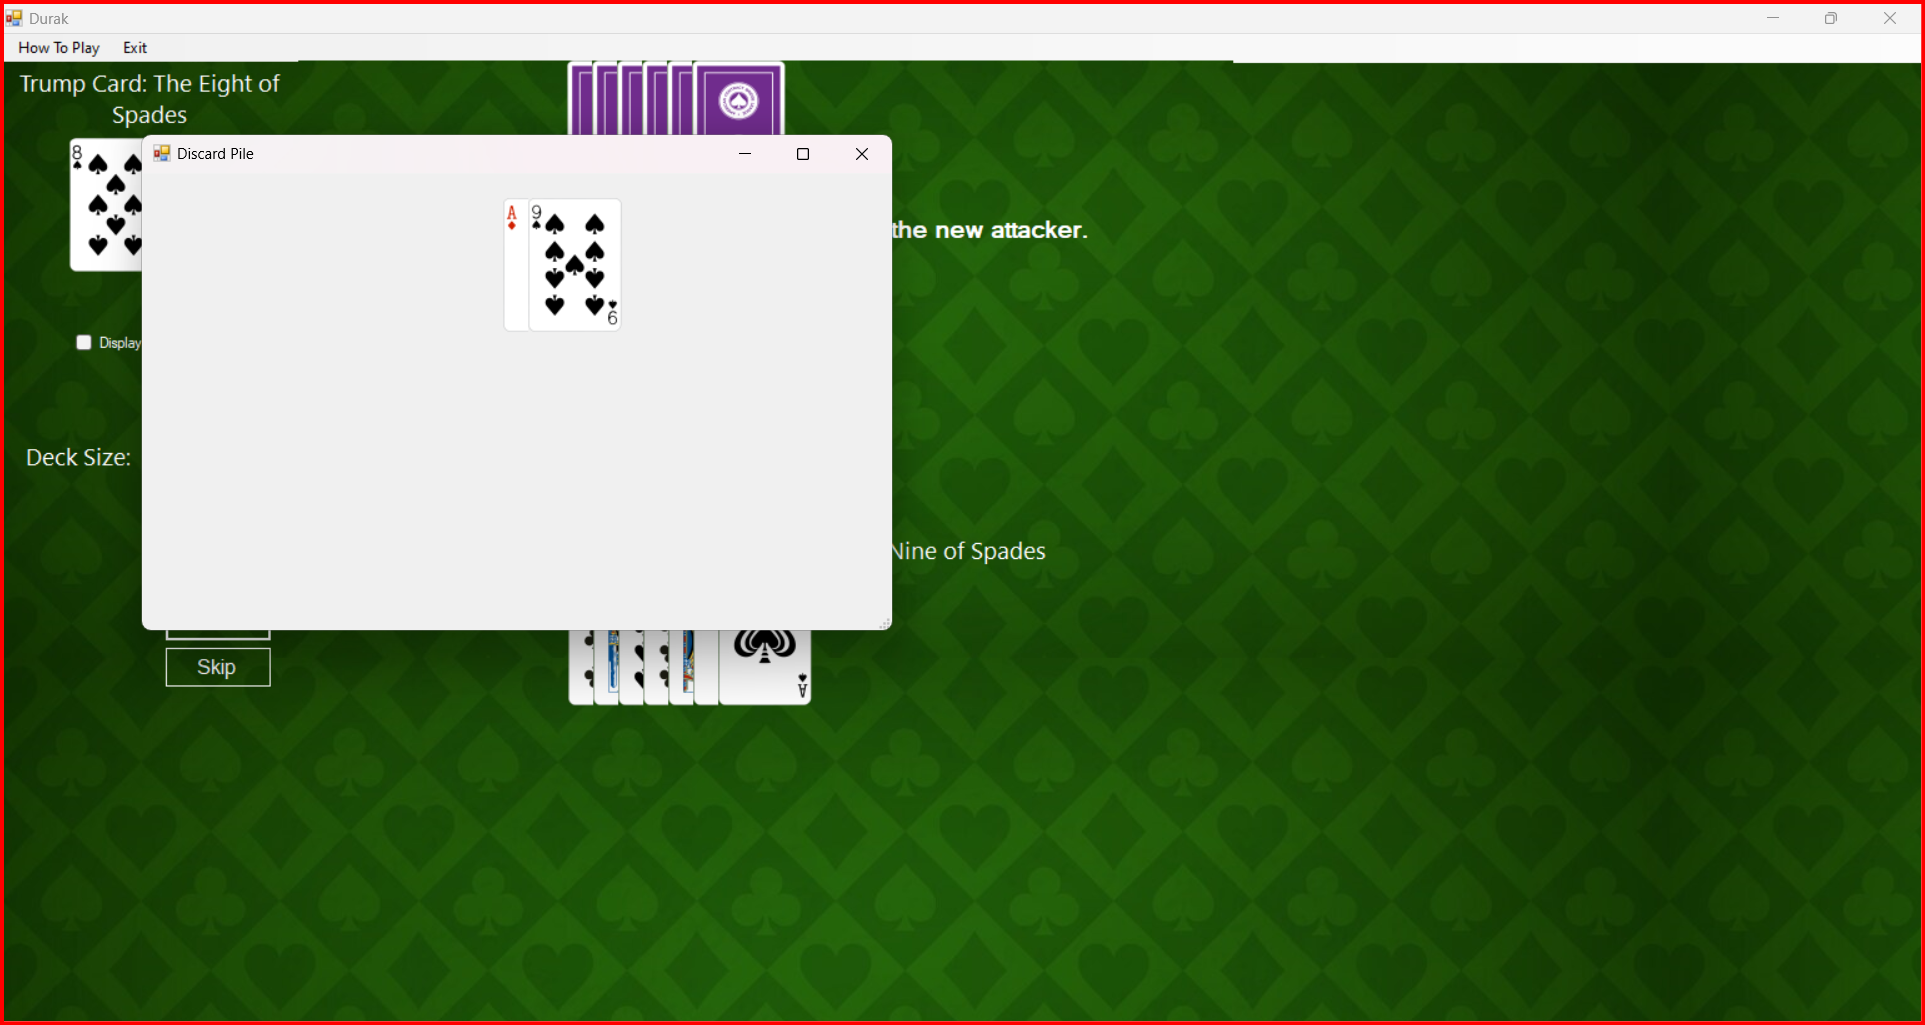 Durak
How To Play Exit
Trump Card: The Eight of
Spades
8
Discard Pile
A 9
9
the new attacker.
Display
Deck Size:
Nine of Spades
Skip
A